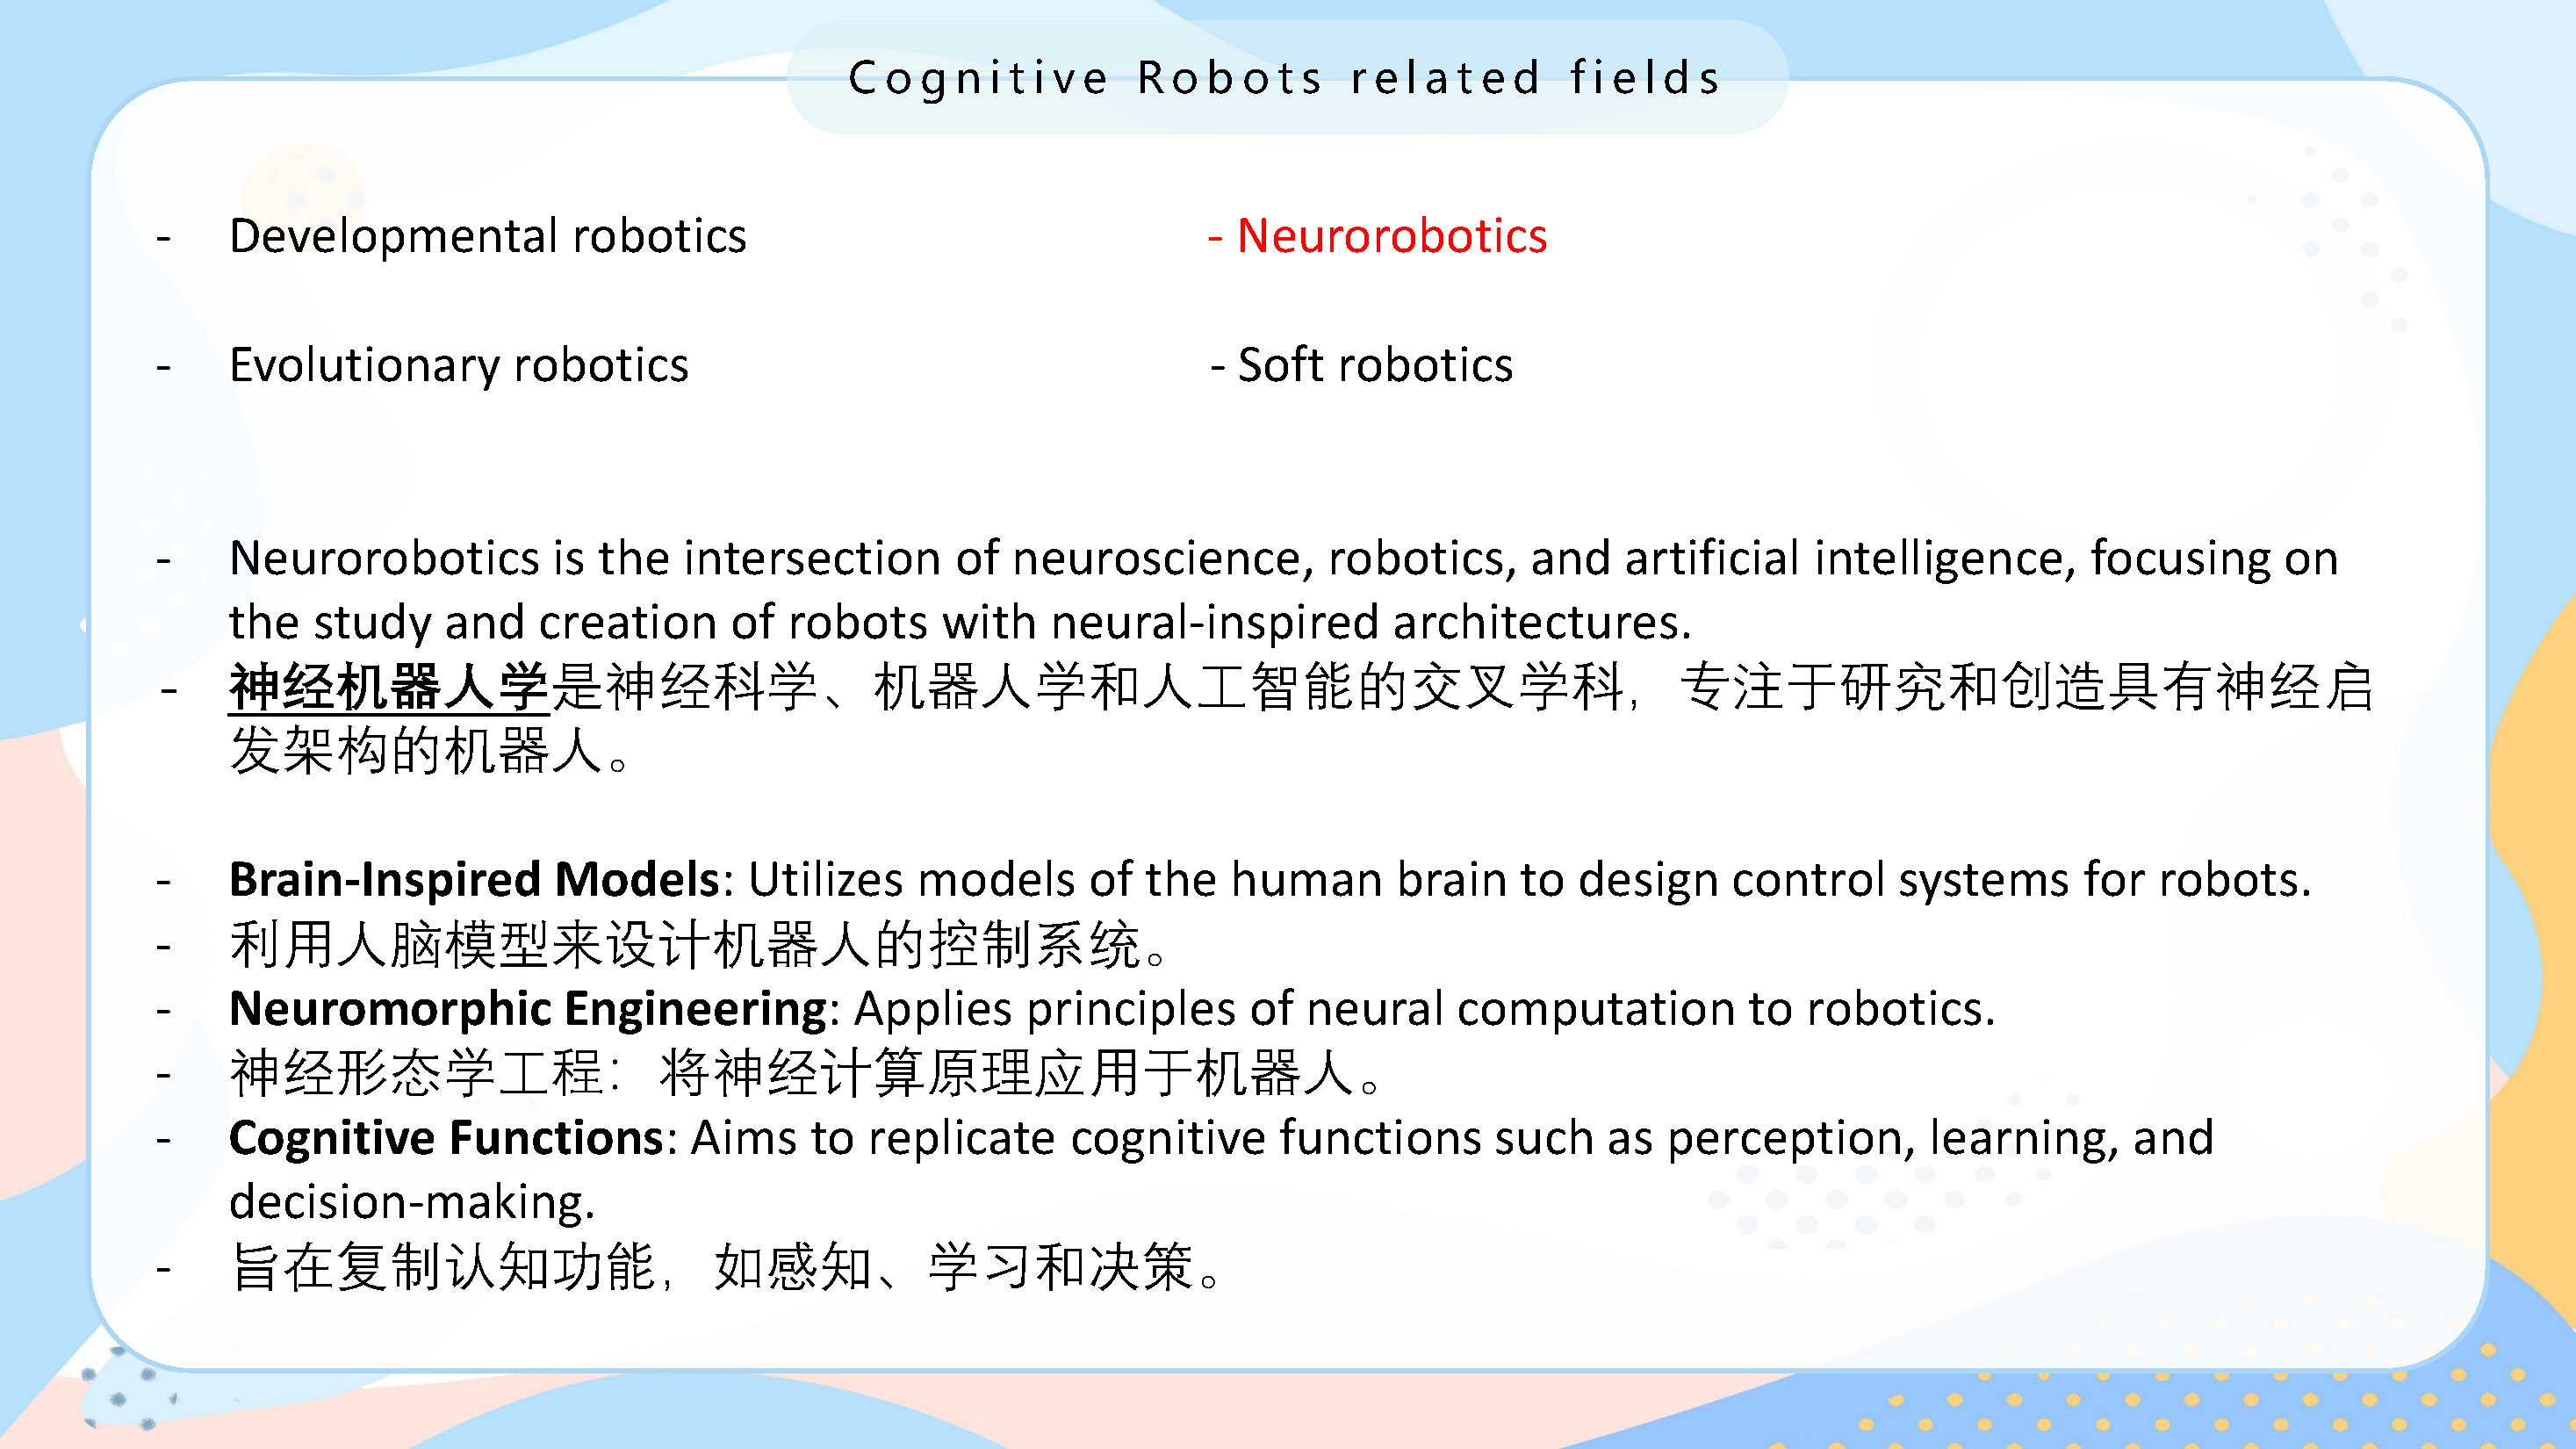 Cognitive Robots related fields
- Developmental robotics - Neurorobotics
- Evolutionary robotics - Soft robotics
- Neurorobotics is the intersection of neuroscience, robotics, and artificial intelligence, focusing on
the study and creation of robots with neural-inspired architectures.
- 神经机器人学是神经科学、机器人学和人工智能的交叉学科，专注于研究和创造具有神经启
发架构的机器人。
- Brain-Inspired Models: Utilizes models of the human brain to design control systems for robots.
- 利用人脑模型来设计机器人的控制系统。
- Neuromorphic Engineering: Applies principles of neural computation to robotics.
- 神经形态学工程：将神经计算原理应用于机器人。
- Cognitive Functions: Aims to replicate cognitive functions such as perception, learning, and
decision-making.
- 旨在复制认知功能，如感知、学习和决策。